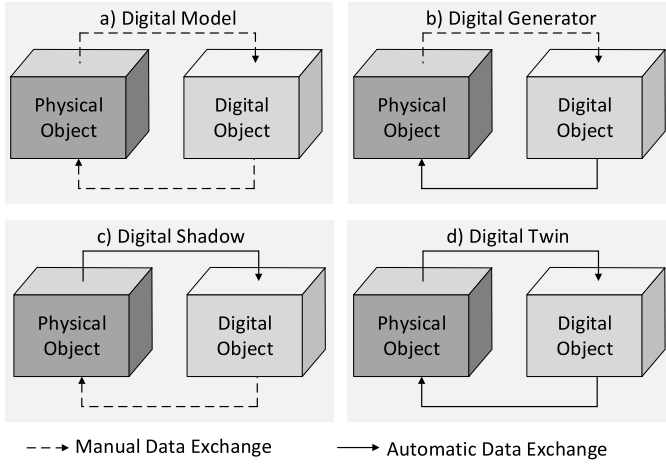 a) Digital Model
Physical
Object
Digital
Object
b) Digital Generator
Physical
Object
Digital
Object
c) Digital Shadow
Physical
Object
Digital
Object
d) Digital Twin
Physical
Object
Digital
Object
Manual Data Exchange
Automatic Data Exchange